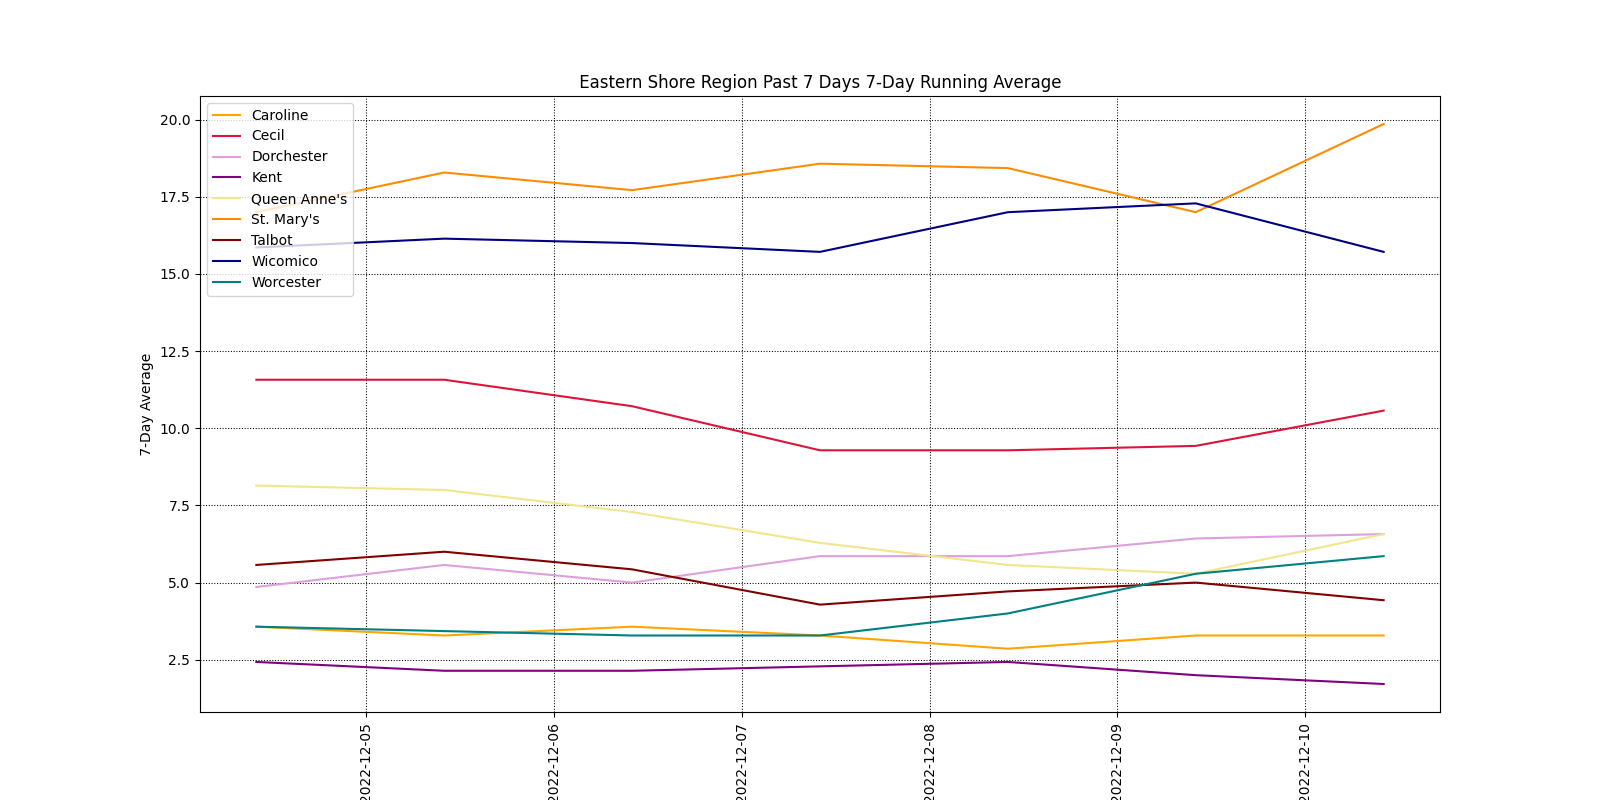 Eastern Shore Region Past 7 Days 7-Day Running Average
Caroline
Cecil
Dorchester
Kent
Queen Anne's
St. Mary's
Talbot
Wicomico
Worcester
20.0
17.5
15.0
12.5
10.0
7.5
5.0
2.5
7-Day Average
2022-12-05
2022-12-06
2022-12-07
2022-12-08
2022-12-09
2022-12-10